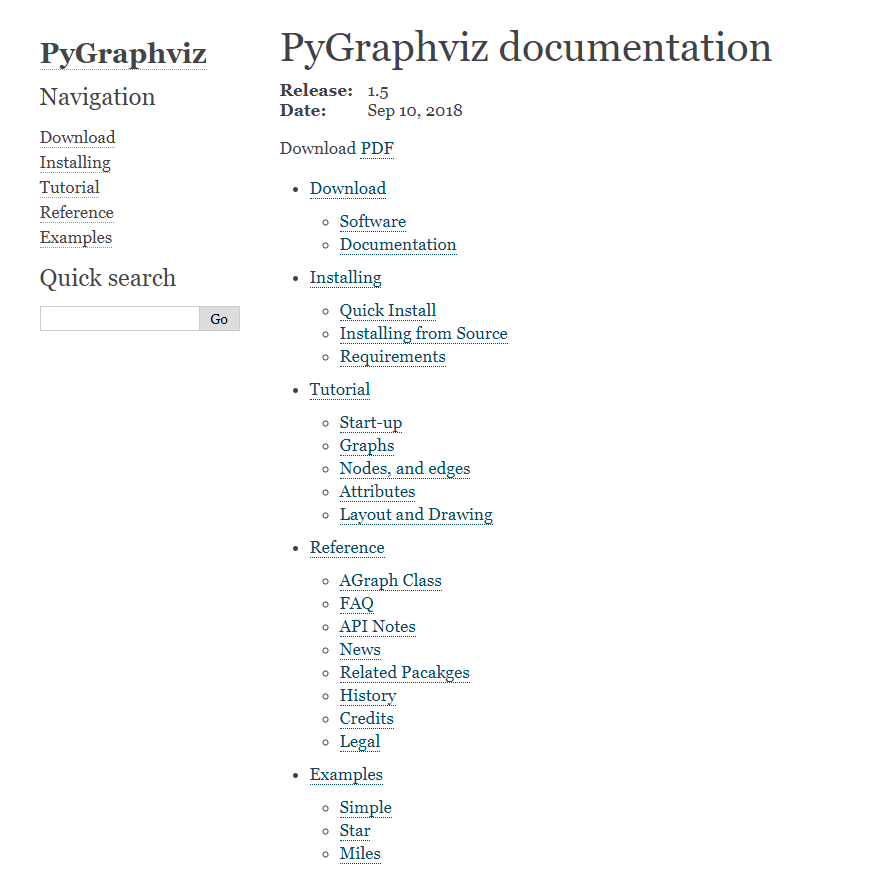 PyGraphviz
Navigation
Download
Installing
Tutorial
Reference
Examples
Quick search
Go
PyGraphviz documentation
Release: 1.5
Date: Sep 10, 2018
Download PDF
Download
Software
Documentation
Installing
Quick Install
Installing from Source
Requirements
Tutorial
Start-up
Graphs
Nodes, and edges
Attributes
Layout and Drawing
Reference
AGraph Class
FAQ
API Notes
News
Related Pacakges
History
Credits
Legal
Examples
Simple
Star
Miles